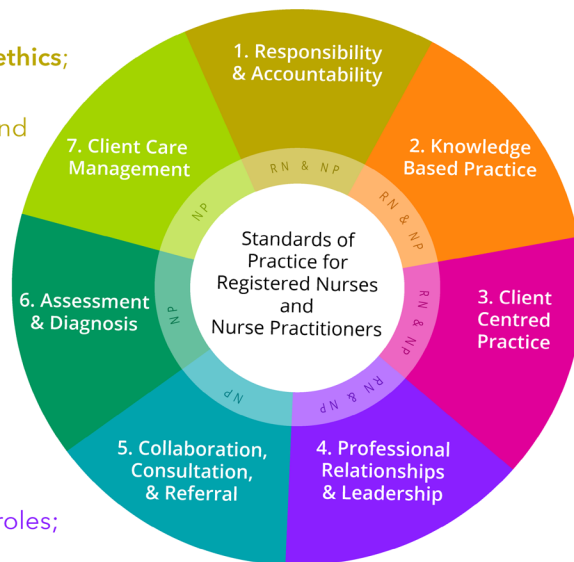 ethics;
nd
roles;
1. Responsibility
& Accountability
RN & NP
2. Knowledge
Based Practice
RN & NP
3. Client
Centred
Practice
RN & NP
4. Professional
Relationships
& Leadership
RN & NP
5. Collaboration,
Consultation,
& Referral
NP
6. Assessment
& Diagnosis
NP
7. Client Care
Management
NP
Standards of
Practice for
Registered Nurses
and
Nurse Practitioners